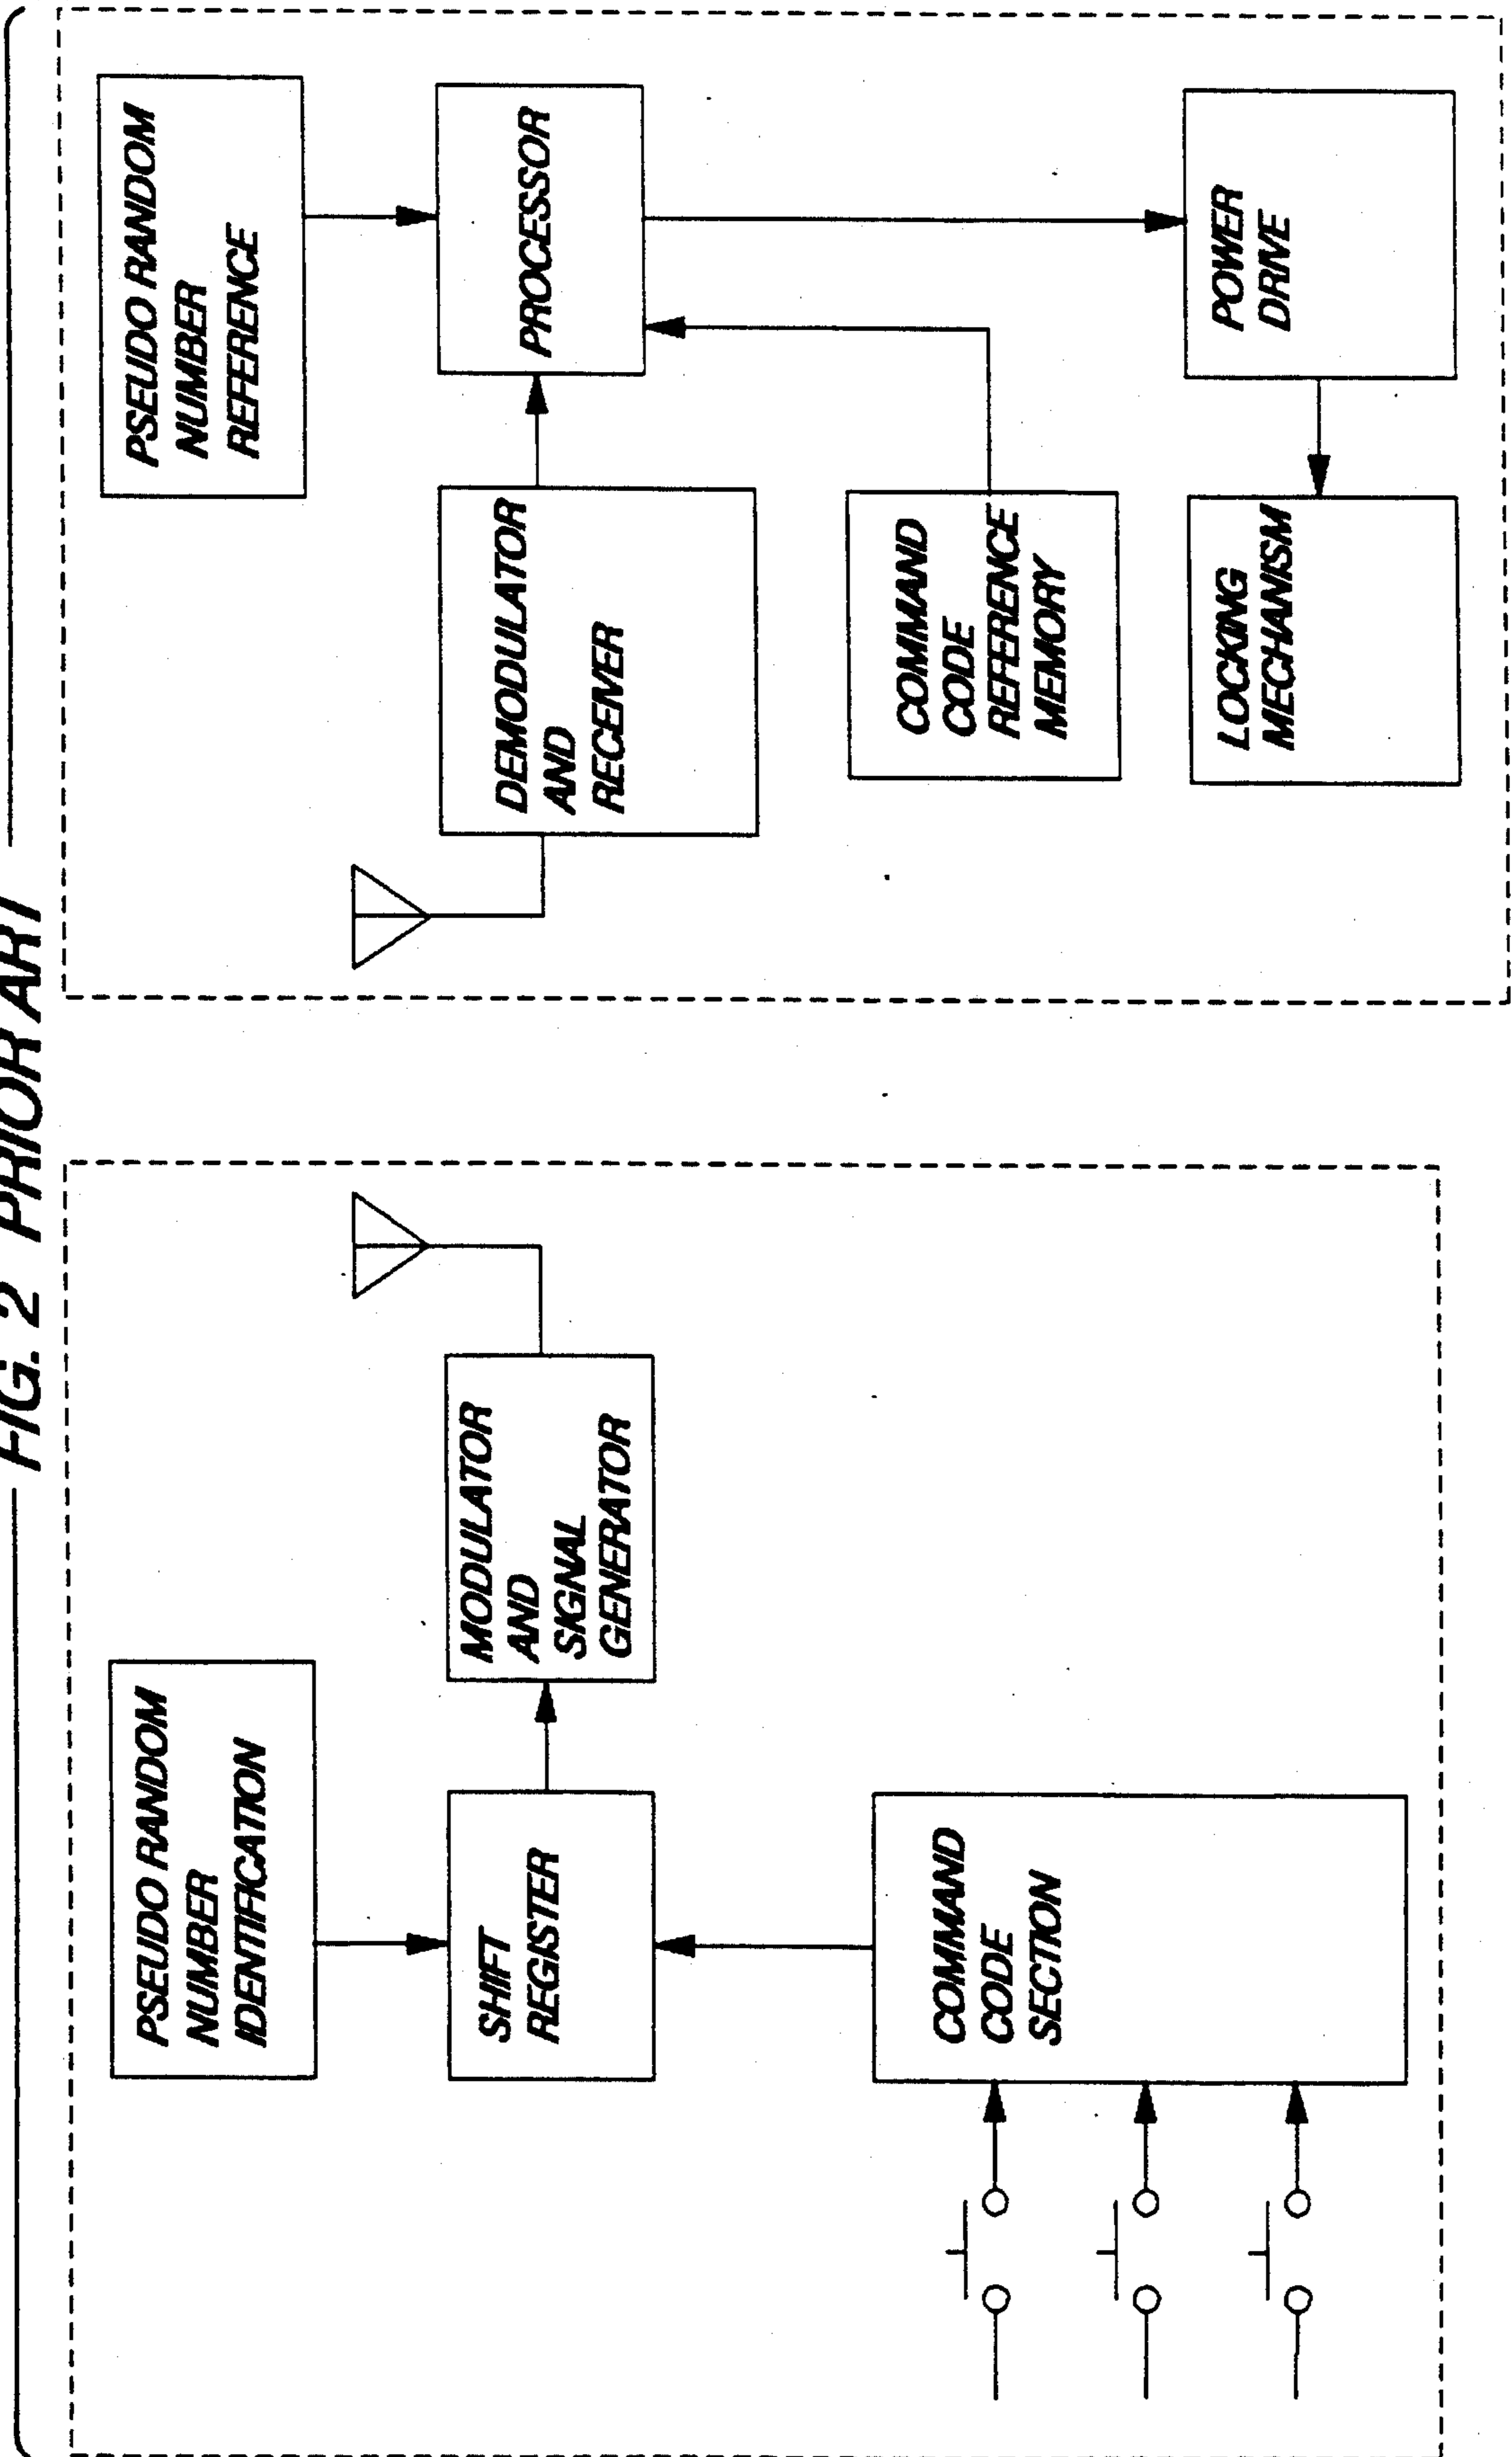 FIG. 2 PRIOR ART
PSEUDO RANDOM
NUMBER
IDENTIFICATION
SHIFT
REGISTER
MODULATOR
AND
SIGNAL
GENERATOR
COMMAND
CODE
SECTION
PSEUDO RANDOM
NUMBER
REFERENCE
DEMODULATOR
AND
RECEIVER
PROCESSOR
COMMAND
CODE
REFERENCE
MEMORY
LOCKING
MECHANISM
POWER
DRIVE